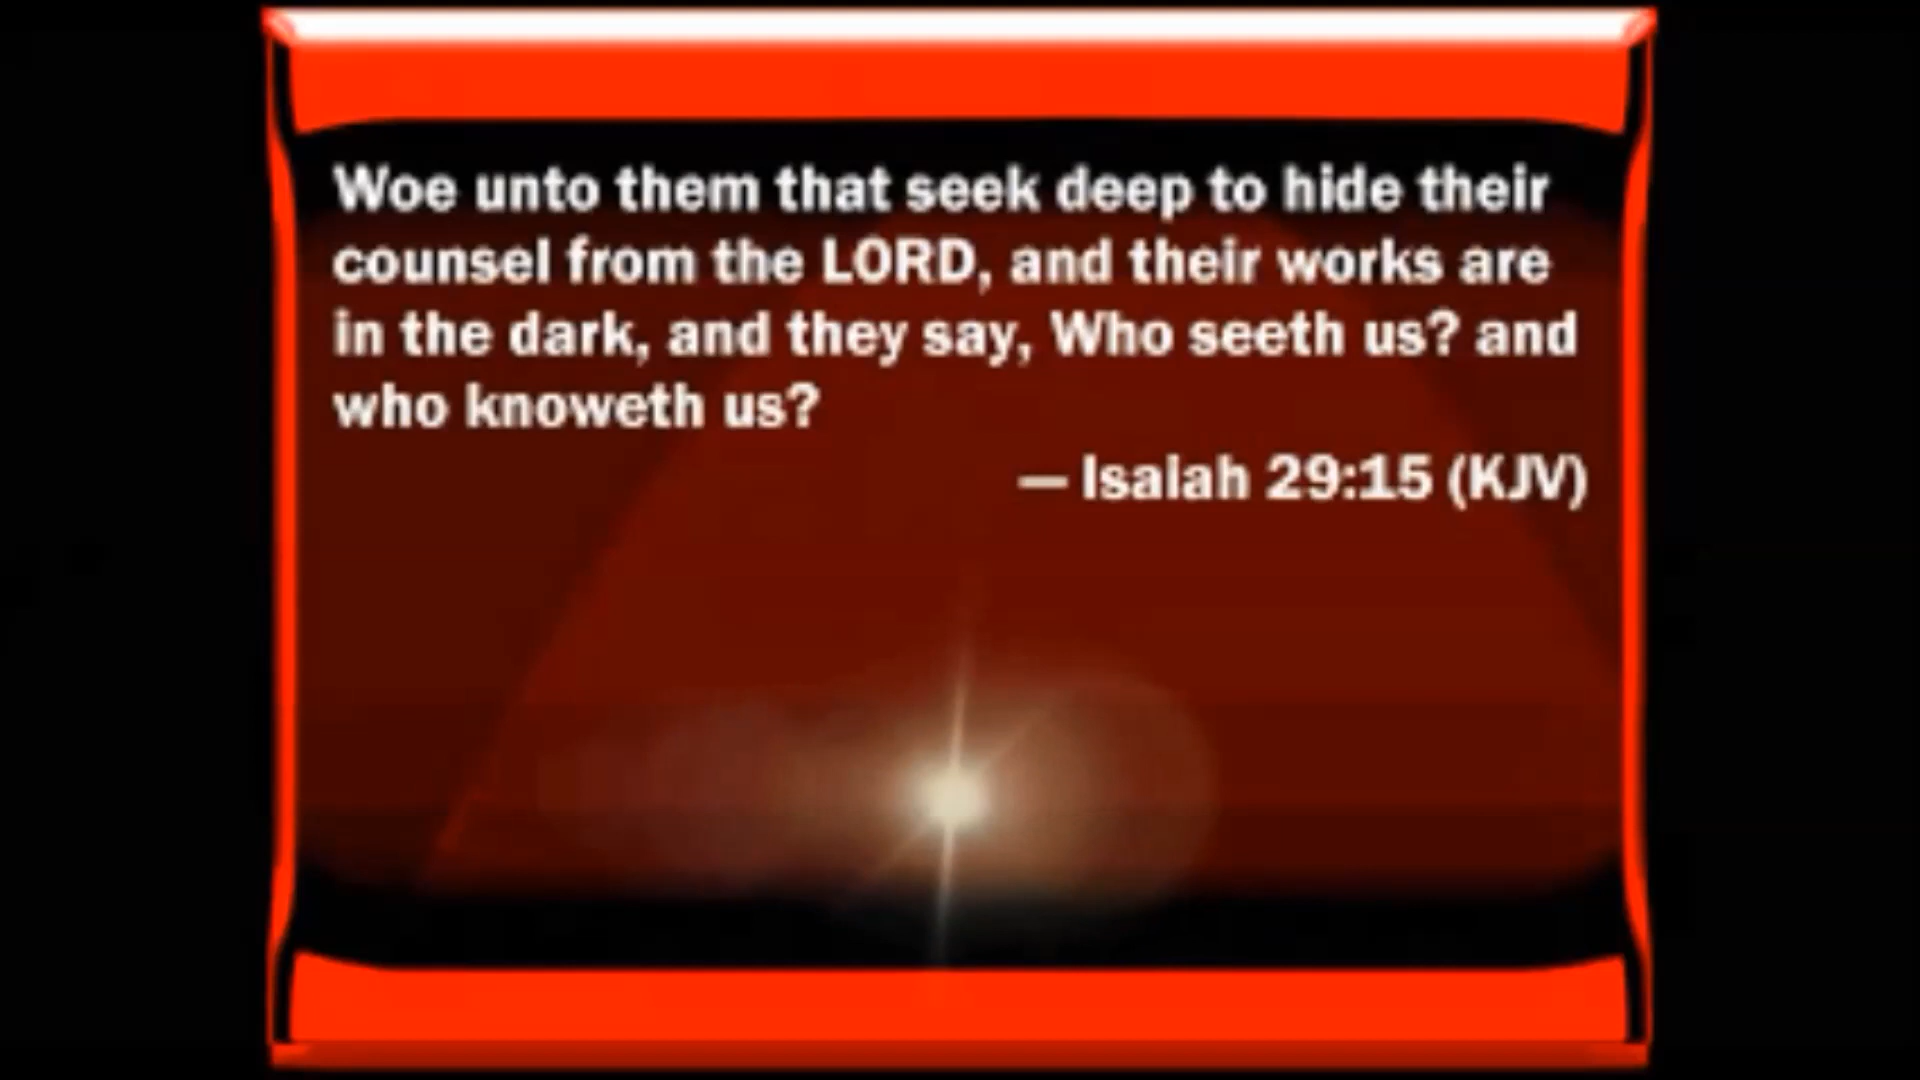 Woe unto them that seek deep to hide their
counsel from the LORD, and their works are
in the dark, and they say, Who seeth us? and
who knoweth us?
— Isaiah 29:15 (KJV)